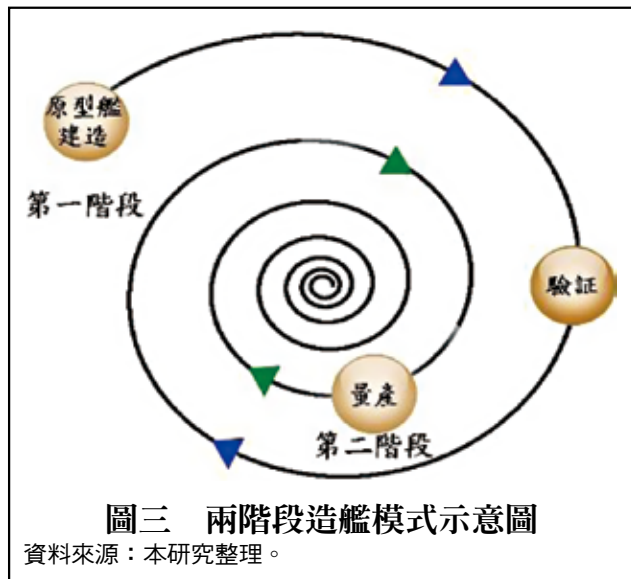 原型艦
建造
第一階段
驗証
量產
第二階段
圖三 兩階段造艦模式示意圖
資料來源：本研究整理。